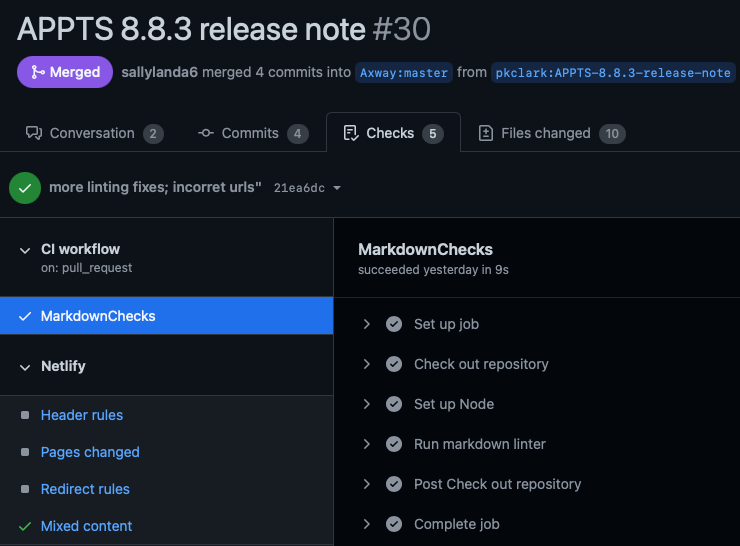 APPTS 8.8.3 release note #30
Merged sallylanda6 merged 4 commits into Axway:master from pkclark:APPTS-8.8.3-release-note
Conversation 2 Commits 4 Checks 5 Files changed 10
more linting fixes; incorret urls" 21ea6dc
CI workflow
on: pull_request
MarkdownChecks
Netlify
Header rules
Pages changed
Redirect rules
Mixed content
MarkdownChecks
succeeded yesterday in 9s
Set up job
Check out repository
Set up Node
Run markdown linter
Post Check out repository
Complete job